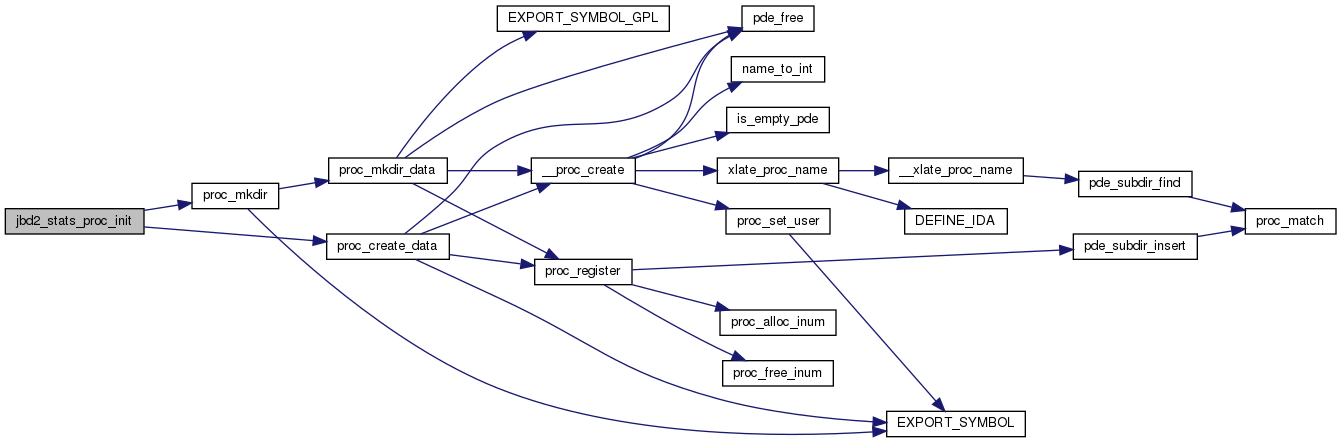 EXPORT_SYMBOL_GPL
pde_free
name_to_int
is_empty_pde
proc_mkdir_data
__proc_create
xlate_proc_name
__xlate_proc_name
pde_subdir_find
proc_mkdir
jbd2_stats_proc_init
proc_set_user
DEFINE_IDA
proc_match
proc_create_data
pde_subdir_insert
proc_register
proc_alloc_inum
proc_free_inum
EXPORT_SYMBOL